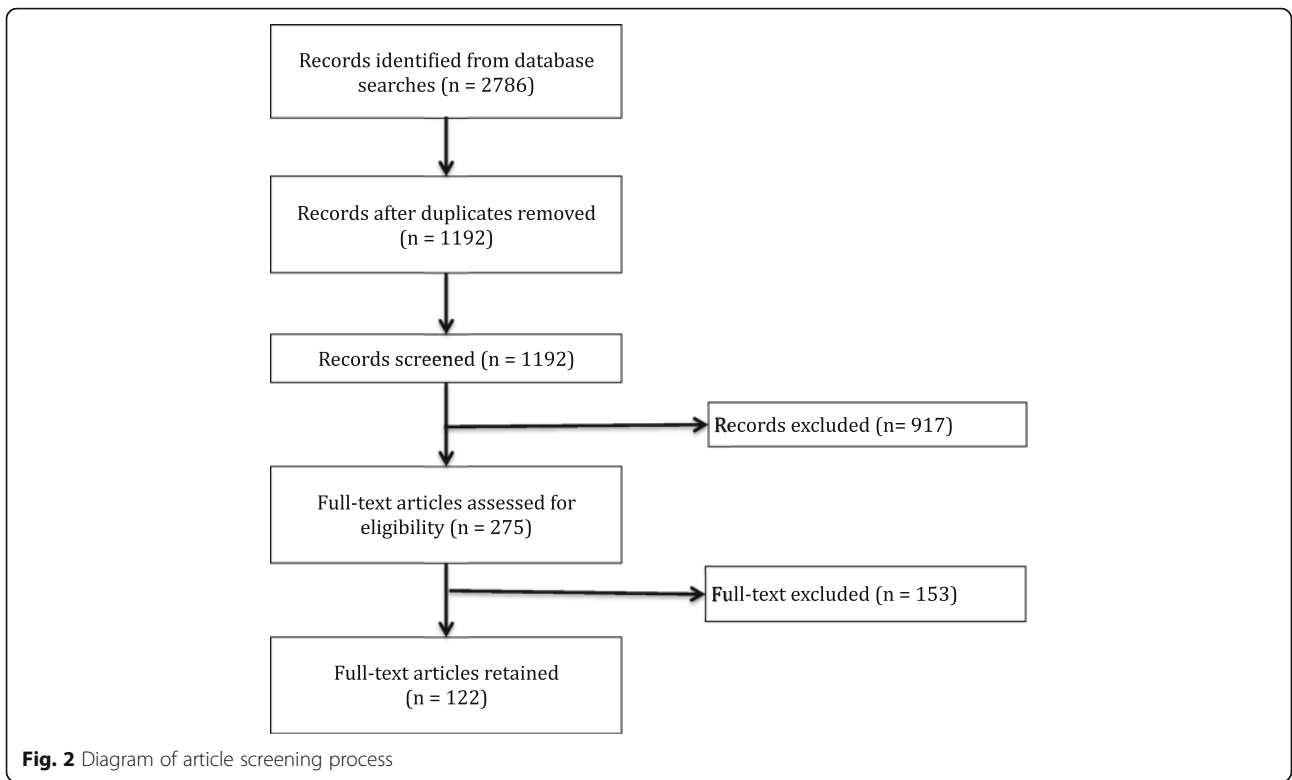 Records identified from database
searches (n = 2786)
Records after duplicates removed
(n = 1192)
Records screened (n = 1192)
Records excluded (n= 917)
Full-text articles assessed for
eligibility (n = 275)
Full-text excluded (n = 153)
Full-text articles retained
(n = 122)
Fig. 2 Diagram of article screening process